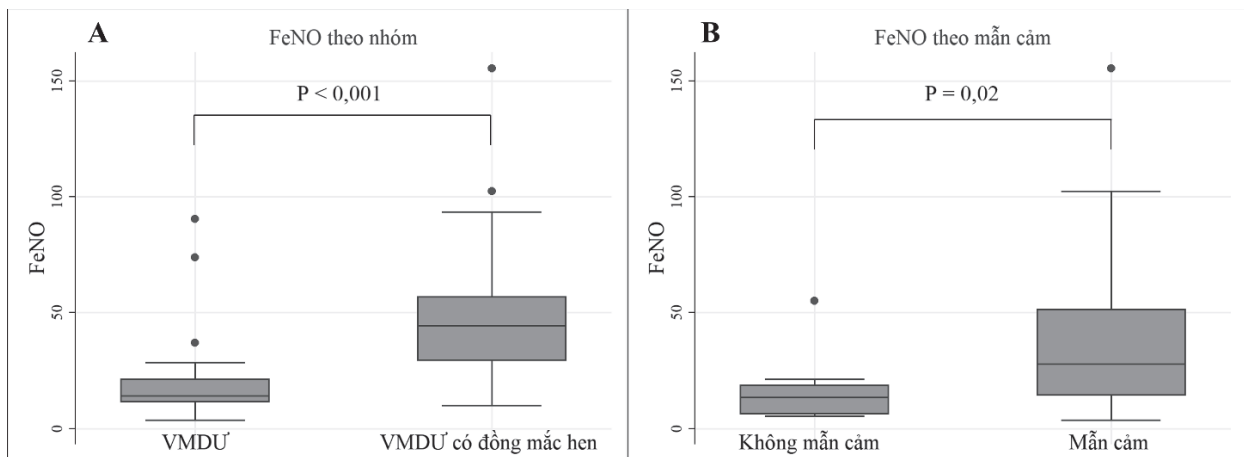 A
FeNO theo nhóm
P < 0,001
150
100
50
0
FeNO
VMDƯ
VMDƯ có đồng mắc hen
B
FeNO theo mẫn cảm
P = 0,02
150
100
50
0
FeNO
Không mẫn cảm
Mẫn cảm